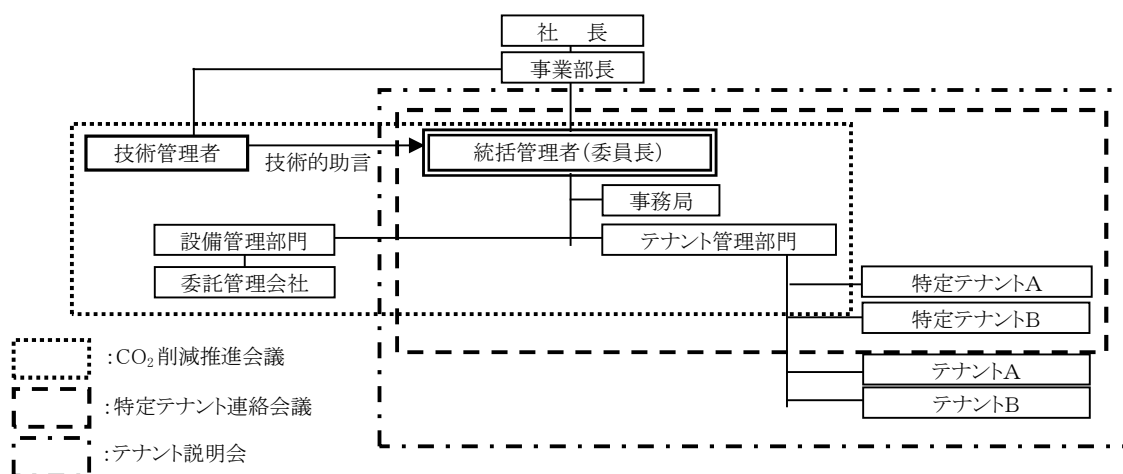 社　長
事業部長
技術管理者
技術的助言
統括管理者(委員長)
事務局
設備管理部門
テナント管理部門
委託管理会社
特定テナントA
特定テナントB
テナントA
テナントB
:CO₂削減推進会議
:特定テナント連絡会議
:テナント説明会